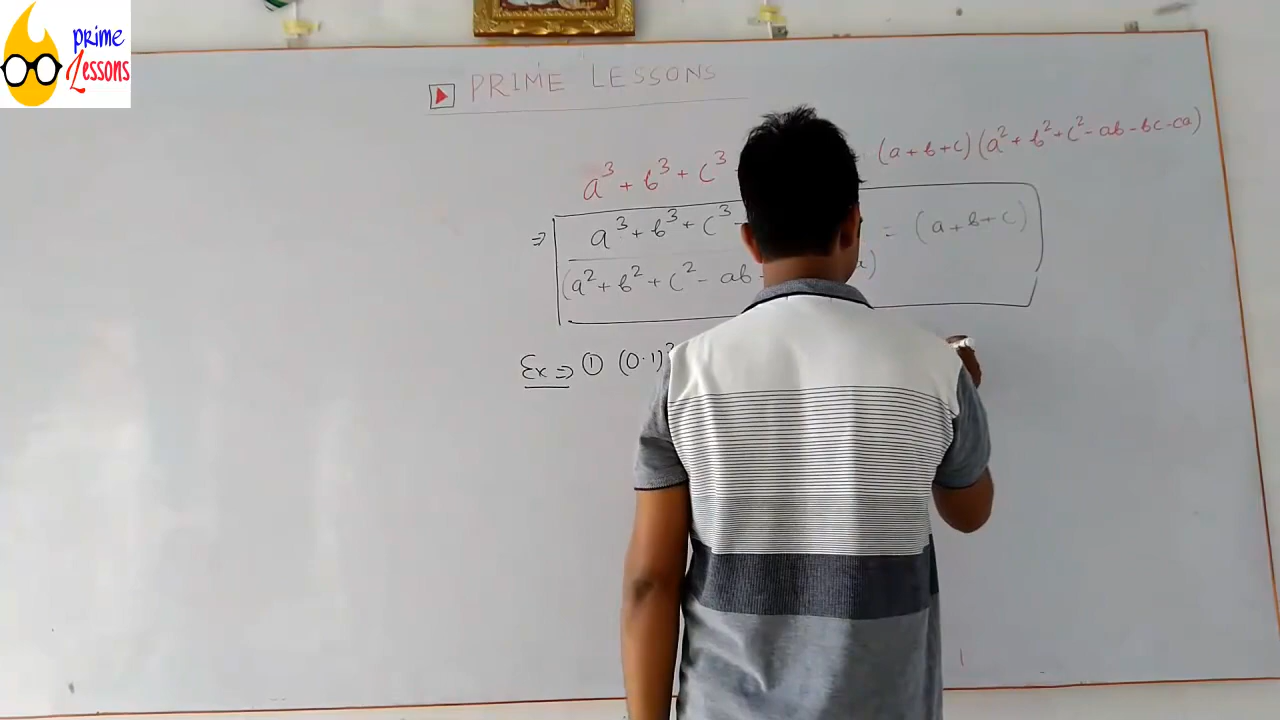 prime
Lessons
PRIME LESSONS
a³ + b³ + c³ (a+b+c)(a²+b²+c²-ab-bc-ca)
⇒ a³ + b³ + c³ - = (a+b+c)
(a²+b²+c²-ab- )
Ex ⇒ ① (0.1)³